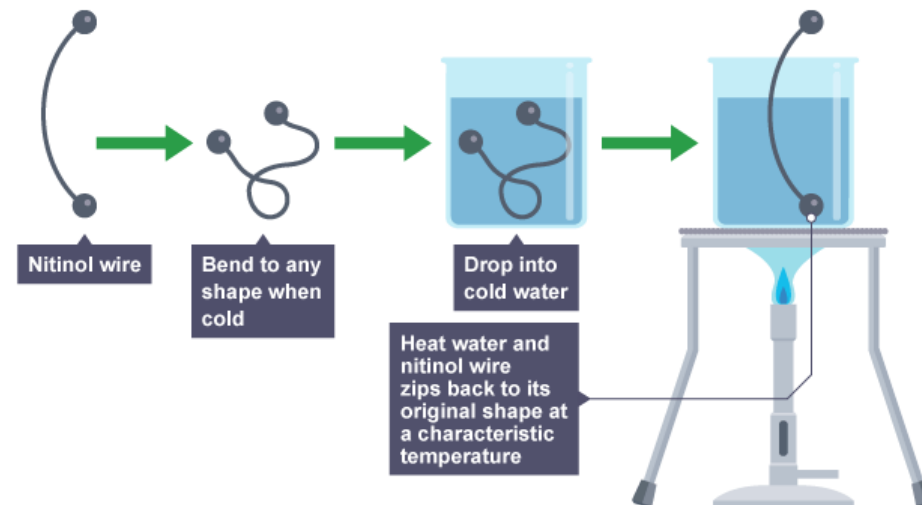 Nitinol wire
Bend to any
shape when
cold
Drop into
cold water
Heat water and
nitinol wire
zips back to its
original shape at
a characteristic
temperature